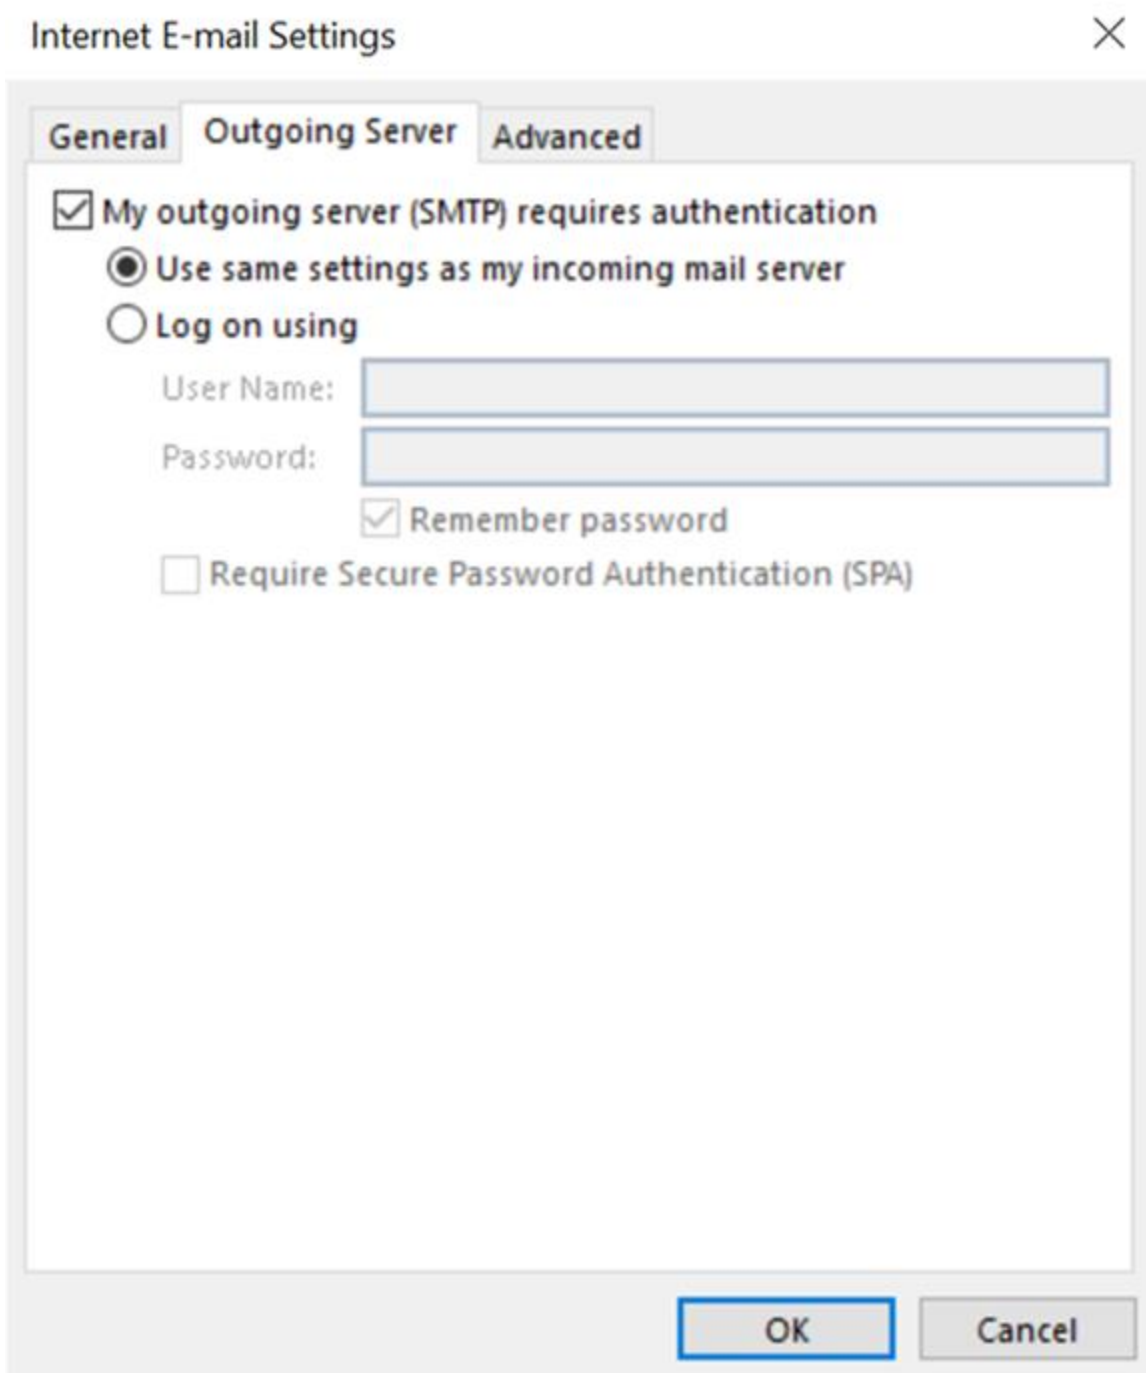 Internet E-mail Settings
General Outgoing Server Advanced
My outgoing server (SMTP) requires authentication
Use same settings as my incoming mail server
Log on using
User Name:
Password:
Remember password
Require Secure Password Authentication (SPA)
OK Cancel